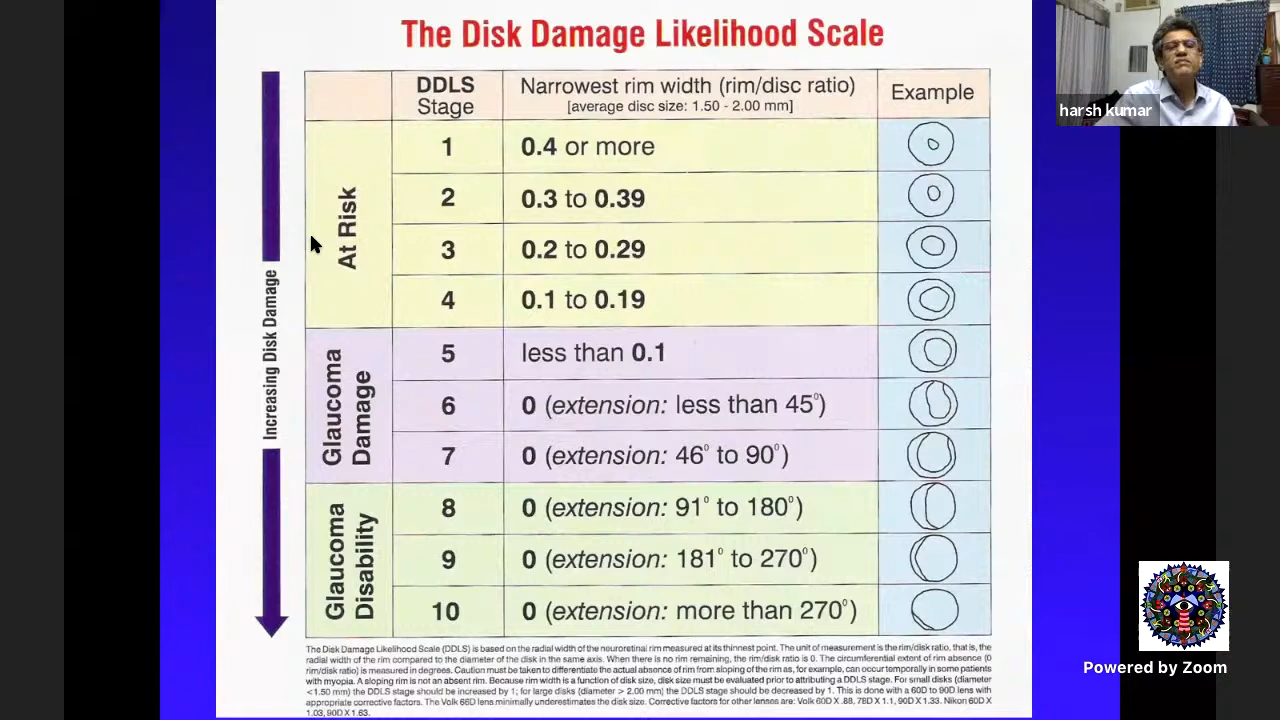 The Disk Damage Likelihood Scale
DDLS Stage
Narrowest rim width (rim/disc ratio)
[average disc size: 1.50 - 2.00 mm]
Example
Increasing Disk Damage
At Risk
1 0.4 or more
2 0.3 to 0.39
3 0.2 to 0.29
4 0.1 to 0.19
Glaucoma Damage
5 less than 0.1
6 0 (extension: less than 45°)
7 0 (extension: 46° to 90°)
Glaucoma Disability
8 0 (extension: 91° to 180°)
9 0 (extension: 181° to 270°)
10 0 (extension: more than 270°)
The Disk Damage Likelihood Scale (DDLS) is based on the radial width of the neuroretinal rim measured at its thinnest point. The unit of measurement is the rim/disk ratio, that is, the
radial width of the rim compared to the diameter of the disk in the same axis. When there is no rim remaining, the rim/disk ratio is 0. The circumferential extent of rim absence (0
rim/disk ratio) is measured in degrees. Caution must be taken to differentiate the actual absence of rim from sloping of the rim as, for example, can occur temporally in some patients
with myopia. A sloping rim is not an absent rim. Because rim width is a function of disk size, disk size must be evaluated prior to attributing a DDLS stage. For small disks (diameter
<1.50 mm) the DDLS stage should be increased by 1; for large disks (diameter > 2.00 mm) the DDLS stage should be decreased by 1. This is done with a 60D to 90D lens with
appropriate corrective factors. The Volk 66D lens minimally underestimates the disk size. Corrective factors for other lenses are: Volk 60D X .88, 78D X 1.1, 90D X 1.33. Nikon 60D X
1.03, 90D X 1.63.
harsh kumar
Powered by Zoom